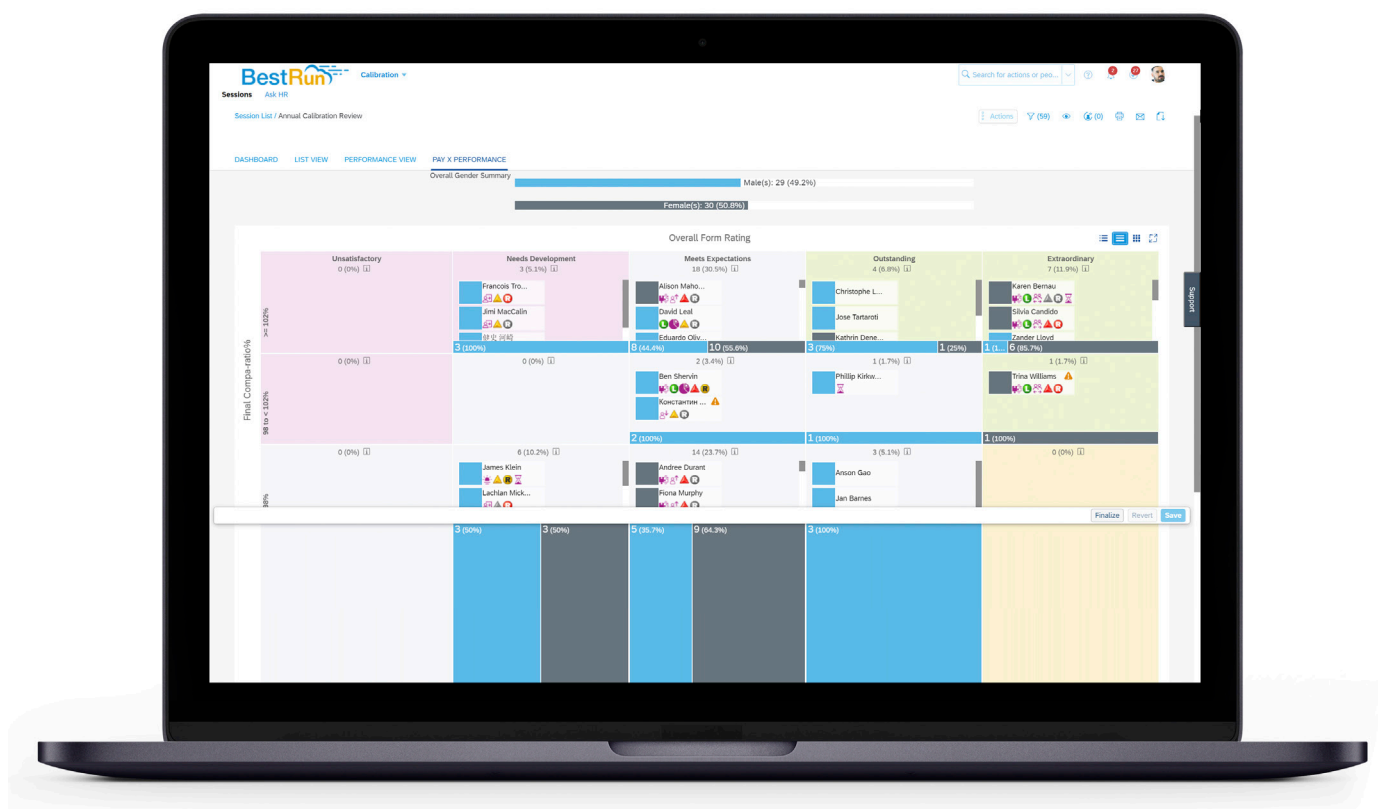 BestRun
Calibration
Search for actions or peo...
2
77
Sessions
Ask HR
Session List / Annual Calibration Review
Actions
(59)
(0)
DASHBOARD
LIST VIEW
PERFORMANCE VIEW
PAY X PERFORMANCE
Overall Gender Summary
Male(s): 29 (49.2%)
Female(s): 30 (50.8%)
Overall Form Rating
Unsatisfactory
Needs Development
Meets Expectations
Outstanding
Extraordinary
0 (0%)
3 (5.1%)
18 (30.5%)
4 (6.8%)
7 (11.9%)
Final Compa-ratio%
>= 102%
Francois Tro...
Jimi MacCalin
Alison Maho...
David Leal
Eduardo Oliv...
Christophe L...
Jose Tartaroti
Kathrin Dene...
Karen Bernau
Silvia Candido
Zander Lloyd
3 (100%)
8 (44.4%)
10 (55.6%)
3 (75%)
1 (25%)
1 (1...
6 (85.7%)
98 to < 102%
0 (0%)
0 (0%)
2 (3.4%)
1 (1.7%)
1 (1.7%)
Ben Shervin
Константин ...
Phillip Kirkw...
Trina Williams
2 (100%)
1 (100%)
1 (100%)
0 (0%)
6 (10.2%)
14 (23.7%)
3 (5.1%)
0 (0%)
James Klein
Lachlan Mick...
Andree Durant
Fiona Murphy
Anson Gao
Jan Barnes
Finalize
Revert
Save
3 (50%)
3 (50%)
5 (35.7%)
9 (64.3%)
3 (100%)
Support